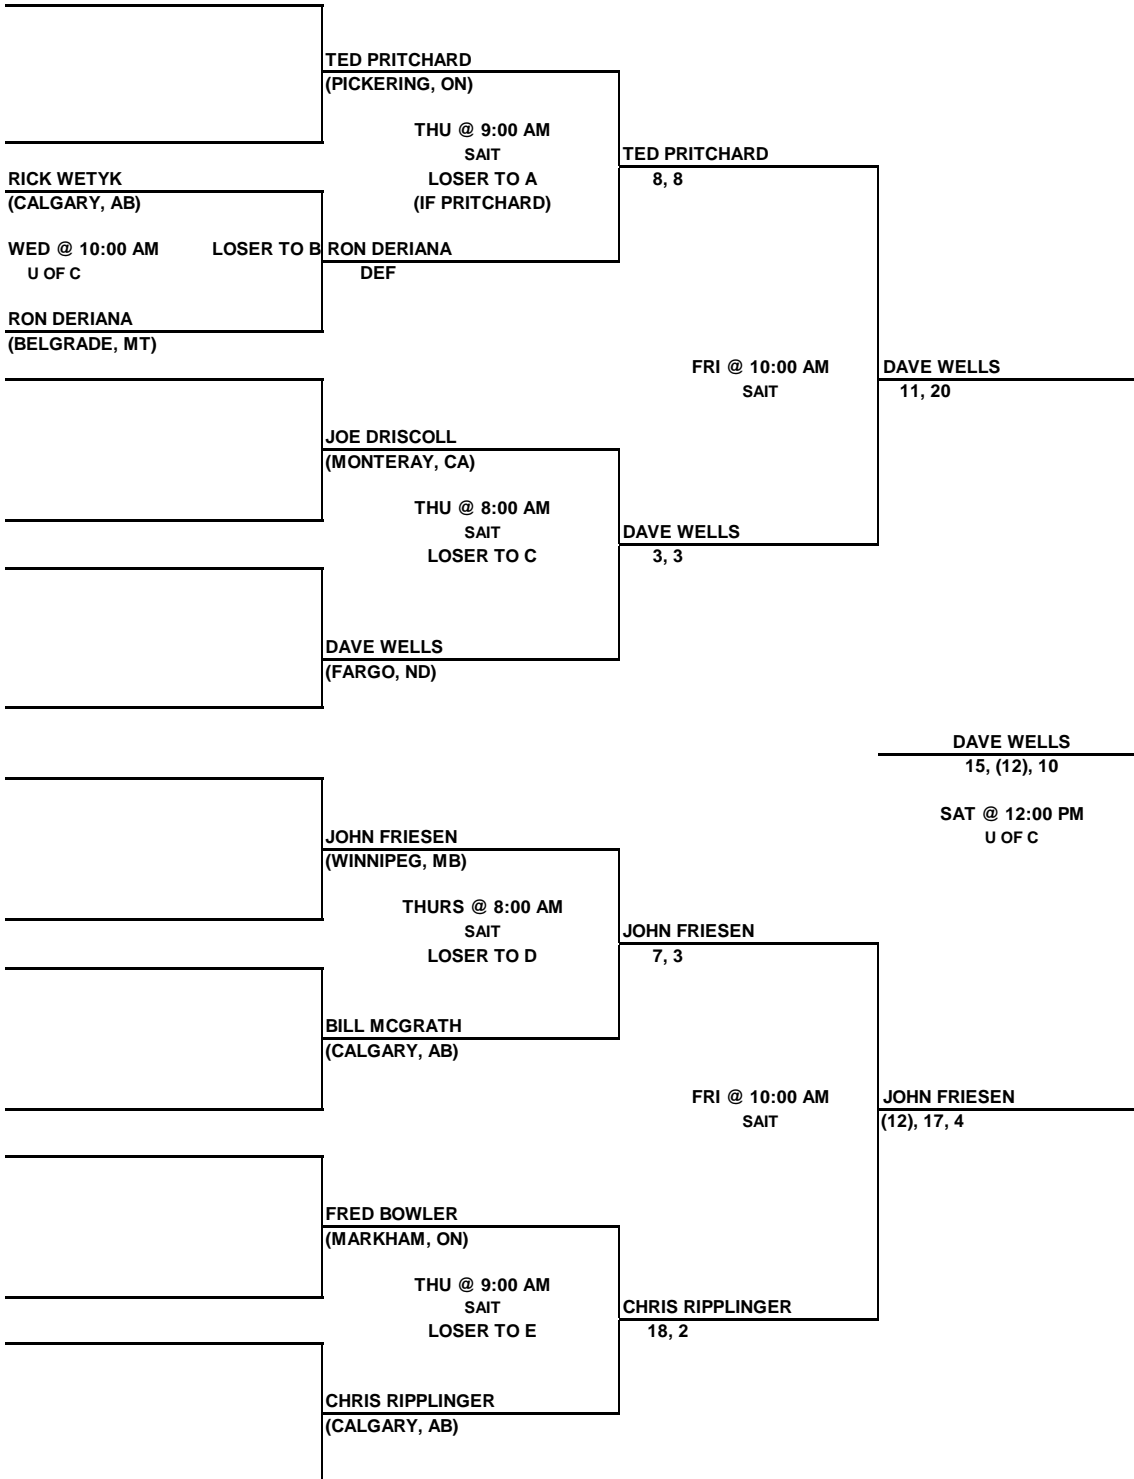 TED PRITCHARD
(PICKERING, ON)
THU @ 9:00 AM
SAIT
TED PRITCHARD
RICK WETYK
LOSER TO A
8, 8
(CALGARY, AB)
(IF PRITCHARD)
WED @ 10:00 AM
LOSER TO B
RON DERIANA
U OF C
DEF
RON DERIANA
(BELGRADE, MT)
FRI @ 10:00 AM
DAVE WELLS
SAIT
11, 20
JOE DRISCOLL
(MONTERAY, CA)
THU @ 8:00 AM
SAIT
DAVE WELLS
LOSER TO C
3, 3
DAVE WELLS
(FARGO, ND)
DAVE WELLS
15, (12), 10
SAT @ 12:00 PM
U OF C
JOHN FRIESEN
(WINNIPEG, MB)
THURS @ 8:00 AM
SAIT
JOHN FRIESEN
LOSER TO D
7, 3
BILL MCGRATH
(CALGARY, AB)
FRI @ 10:00 AM
JOHN FRIESEN
SAIT
(12), 17, 4
FRED BOWLER
(MARKHAM, ON)
THU @ 9:00 AM
SAIT
CHRIS RIPPLINGER
LOSER TO E
18, 2
CHRIS RIPPLINGER
(CALGARY, AB)